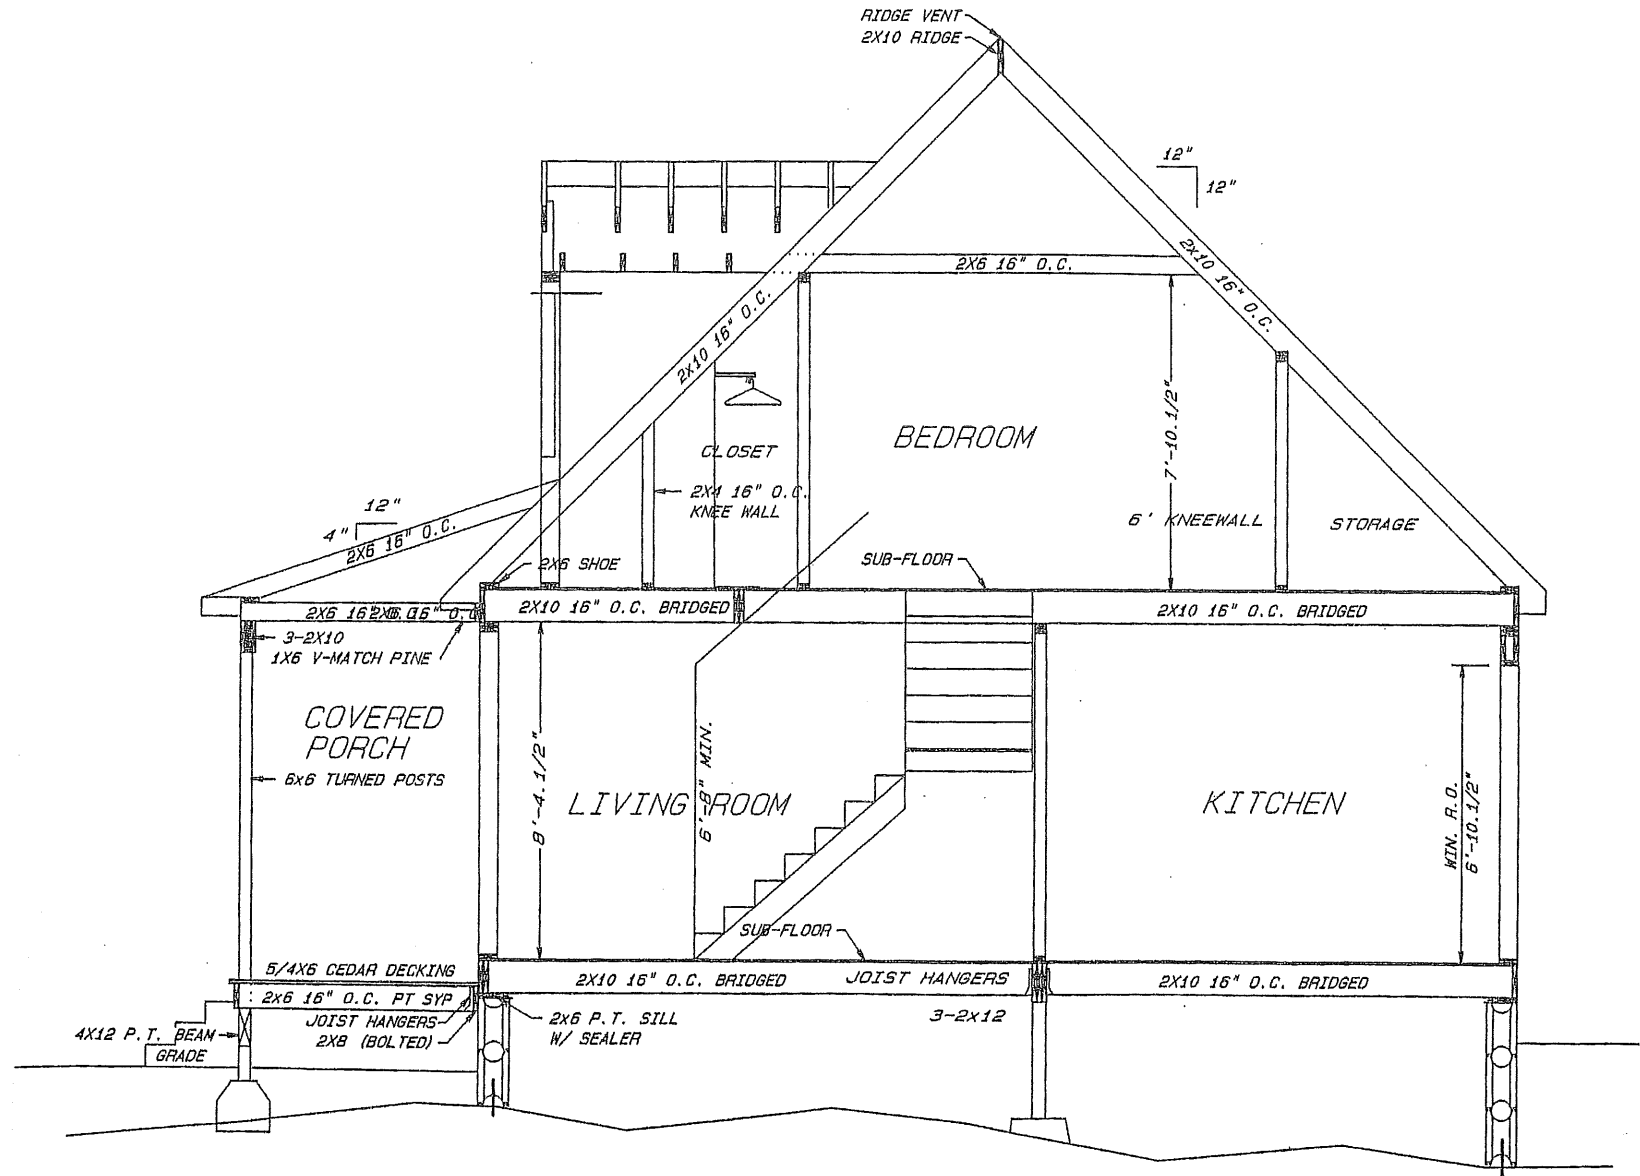 RIDGE VENT
2X10 RIDGE
12"
12"
2X10 16" O.C.
2X6 16" O.C.
2X10 16" O.C.
7'-10.1/2"
BEDROOM
CLOSET
2X4 16" O.C.
KNEE WALL
6' KNEEWALL
STORAGE
12"
4"
2X6 16" O.C.
2X6 SHOE
SUB-FLOOR
2X6 16"
2X10 16" O.C. BRIDGED
2X10 16" O.C. BRIDGED
3-2X10
1X6 V-MATCH PINE
COVERED
PORCH
6x6 TURNED POSTS
8'-4.1/2"
LIVING ROOM
6'-8" MIN.
KITCHEN
WIN. R.O.
6'-10.1/2"
SUB-FLOOR
5/4X6 CEDAR DECKING
2X10 16" O.C. BRIDGED
JOIST HANGERS
2X10 16" O.C. BRIDGED
2x6 16" O.C. PT SYP
JOIST HANGERS
2X8 (BOLTED)
2x6 P.T. SILL
W/ SEALER
3-2x12
4X12 P.T. BEAM
GRADE